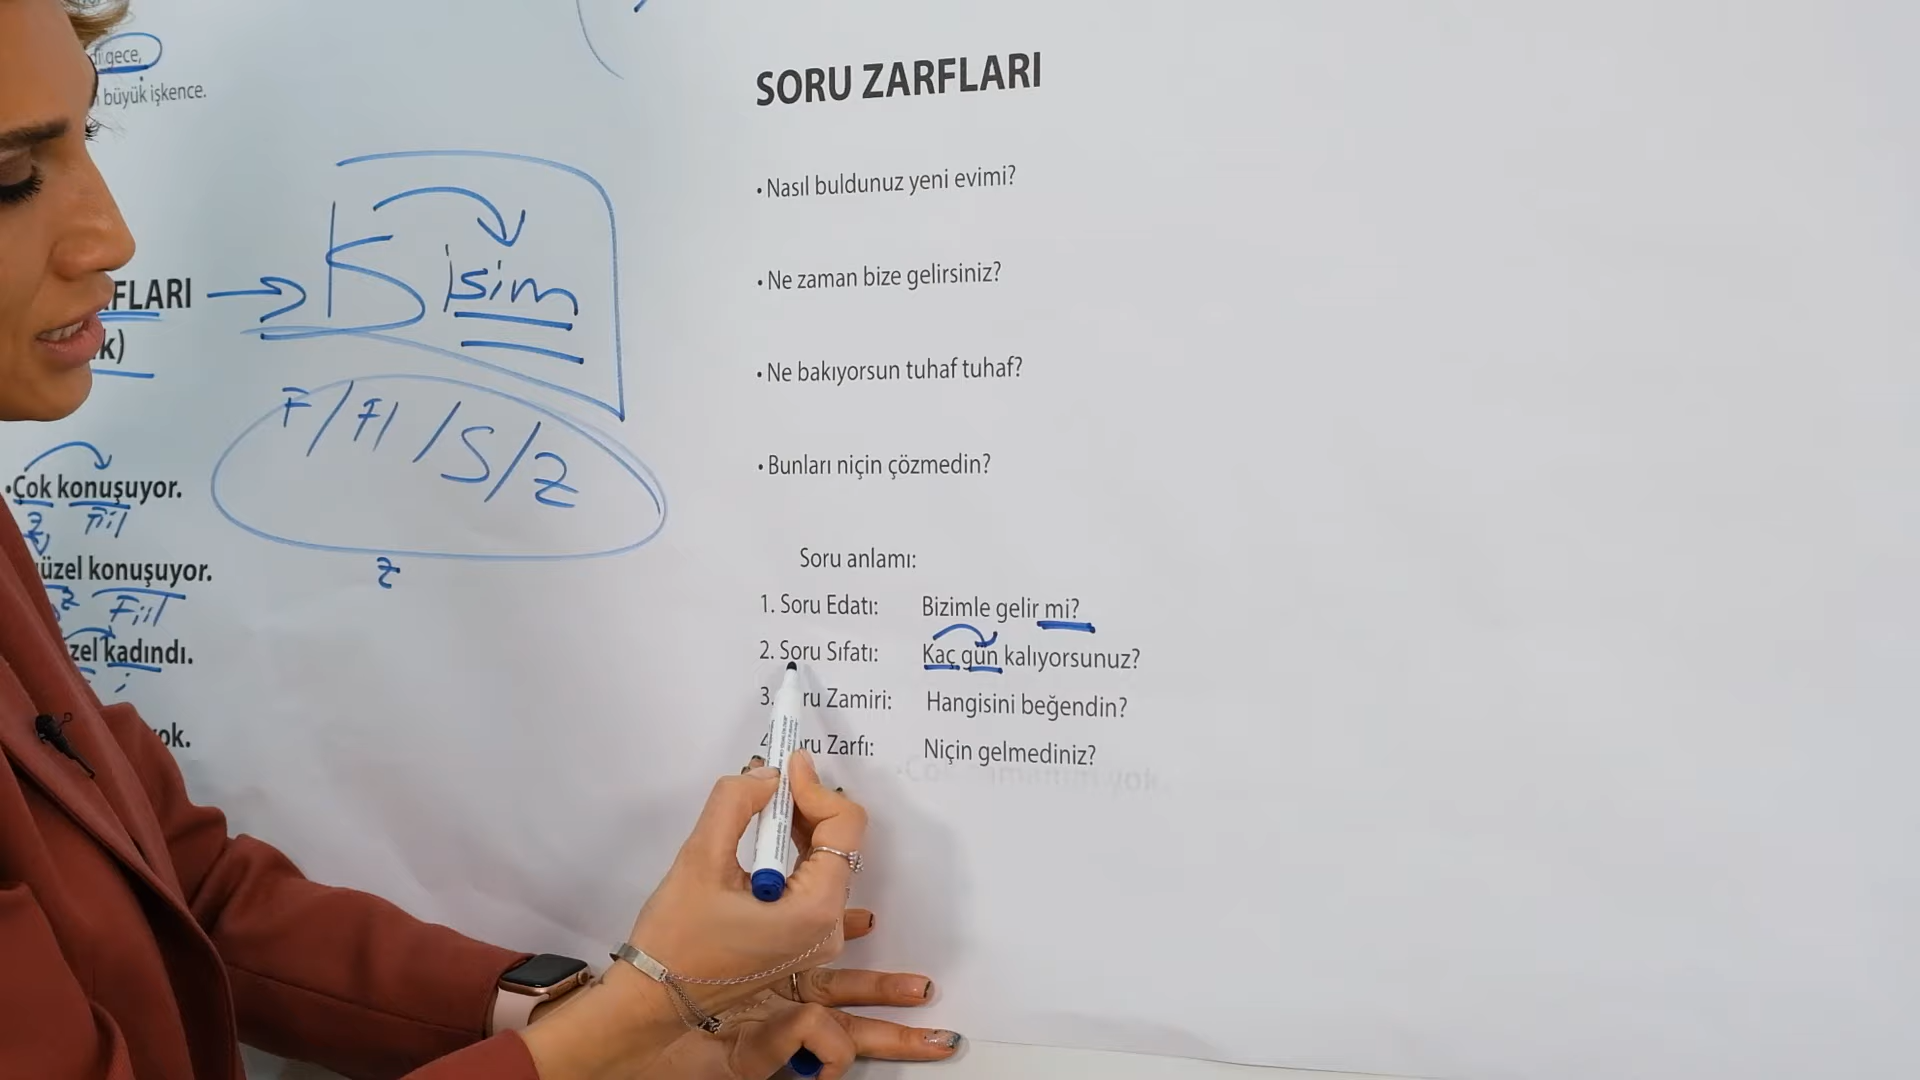 gece,
büyük işkence.
FLARI
k)
Çok konuşuyor.
Z Fiil
üzel konuşuyor.
Z Fiil
zel kadındı.
i
ok.
isim
F/Fİ/S/Z
Z
SORU ZARFLARI
• Nasıl buldunuz yeni evimi?
• Ne zaman bize gelirsiniz?
• Ne bakıyorsun tuhaf tuhaf?
• Bunları niçin çözmedin?
Soru anlamı:
1. Soru Edatı: Bizimle gelir mi?
2. Soru Sıfatı: Kaç gün kalıyorsunuz?
3. ru Zamiri: Hangisini beğendin?
4. ru Zarfı: Niçin gelmediniz?